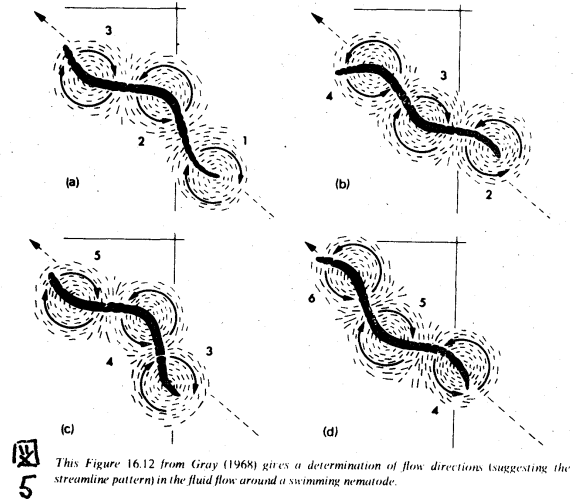 3
2
1
(a)
3
4
2
(b)
5
4
3
(c)
5
6
4
(d)
図
5
This Figure 16.12 from Gray (1968) gives a determination of flow directions (suggesting the
streamline pattern) in the fluid flow around a swimming nematode.